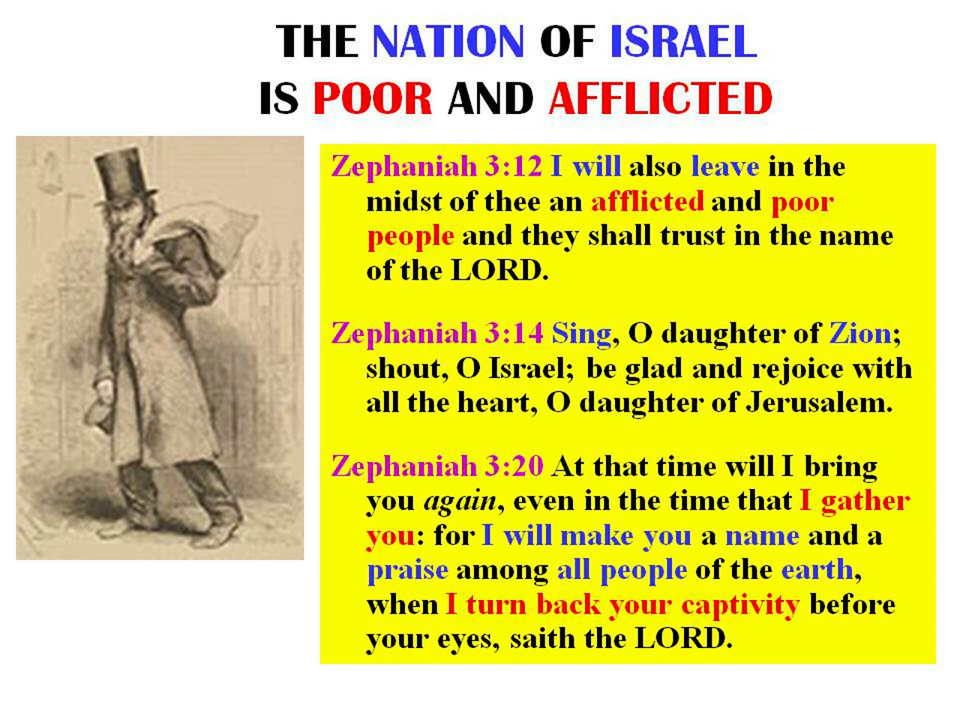 THE NATION OF ISRAEL
IS POOR AND AFFLICTED
Zephaniah 3:12 I will also leave in the
midst of thee an afflicted and poor
people and they shall trust in the name
of the LORD.
Zephaniah 3:14 Sing, O daughter of Zion;
shout, O Israel; be glad and rejoice with
all the heart, O daughter of Jerusalem.
Zephaniah 3:20 At that time will I bring
you again, even in the time that I gather
you: for I will make you a name and a
praise among all people of the earth,
when I turn back your captivity before
your eyes, saith the LORD.